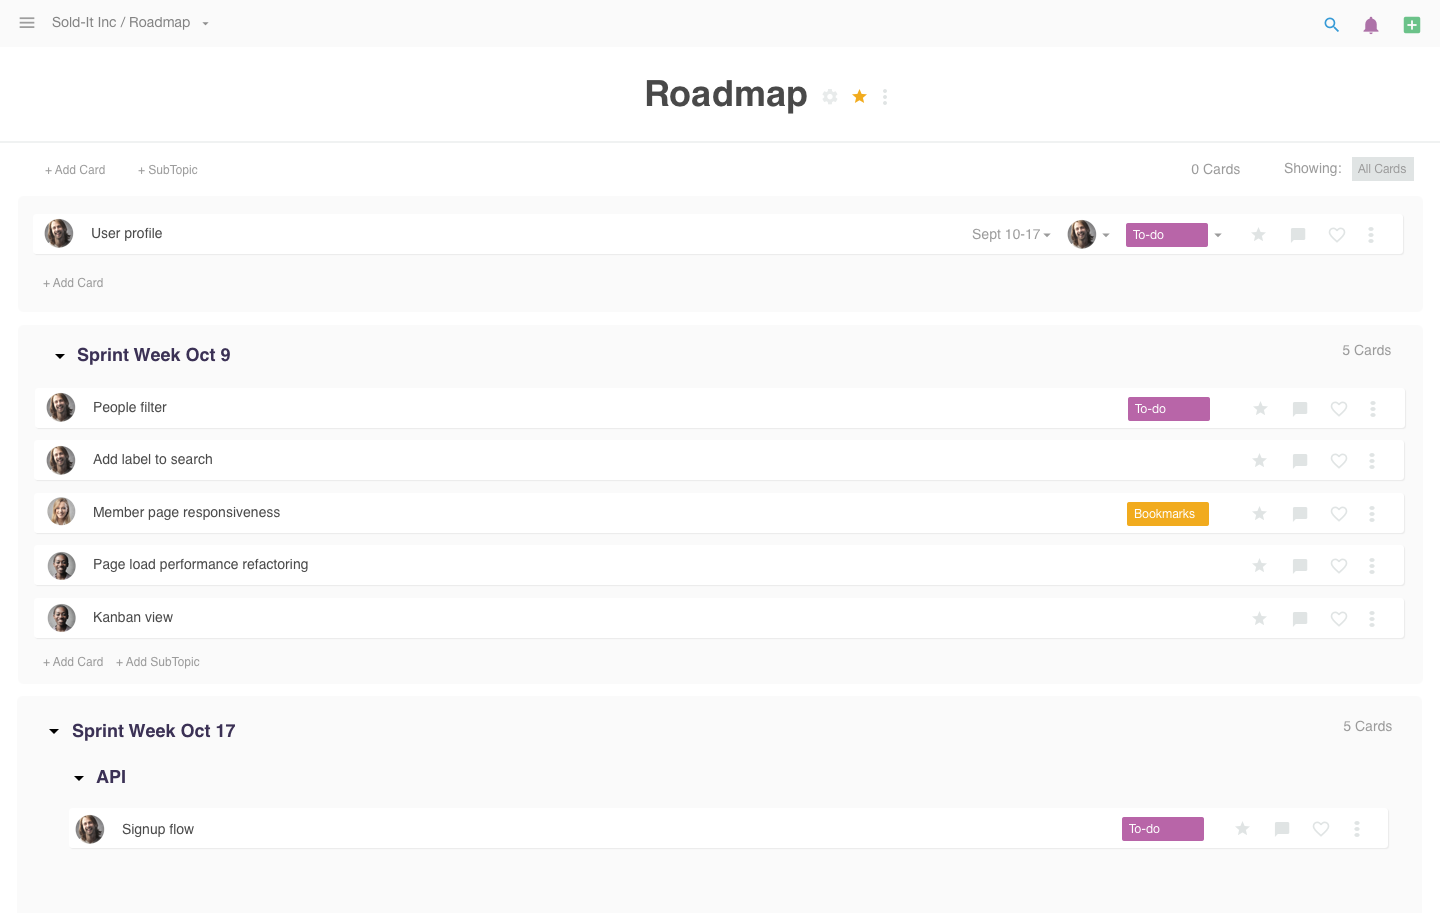 Sold-It Inc / Roadmap
Roadmap
+ Add Card + SubTopic 0 Cards Showing: All Cards
User profile Sept 10-17 To-do
+ Add Card
Sprint Week Oct 9 5 Cards
People filter To-do
Add label to search
Member page responsiveness Bookmarks
Page load performance refactoring
Kanban view
+ Add Card + Add SubTopic
Sprint Week Oct 17 5 Cards
API
Signup flow To-do